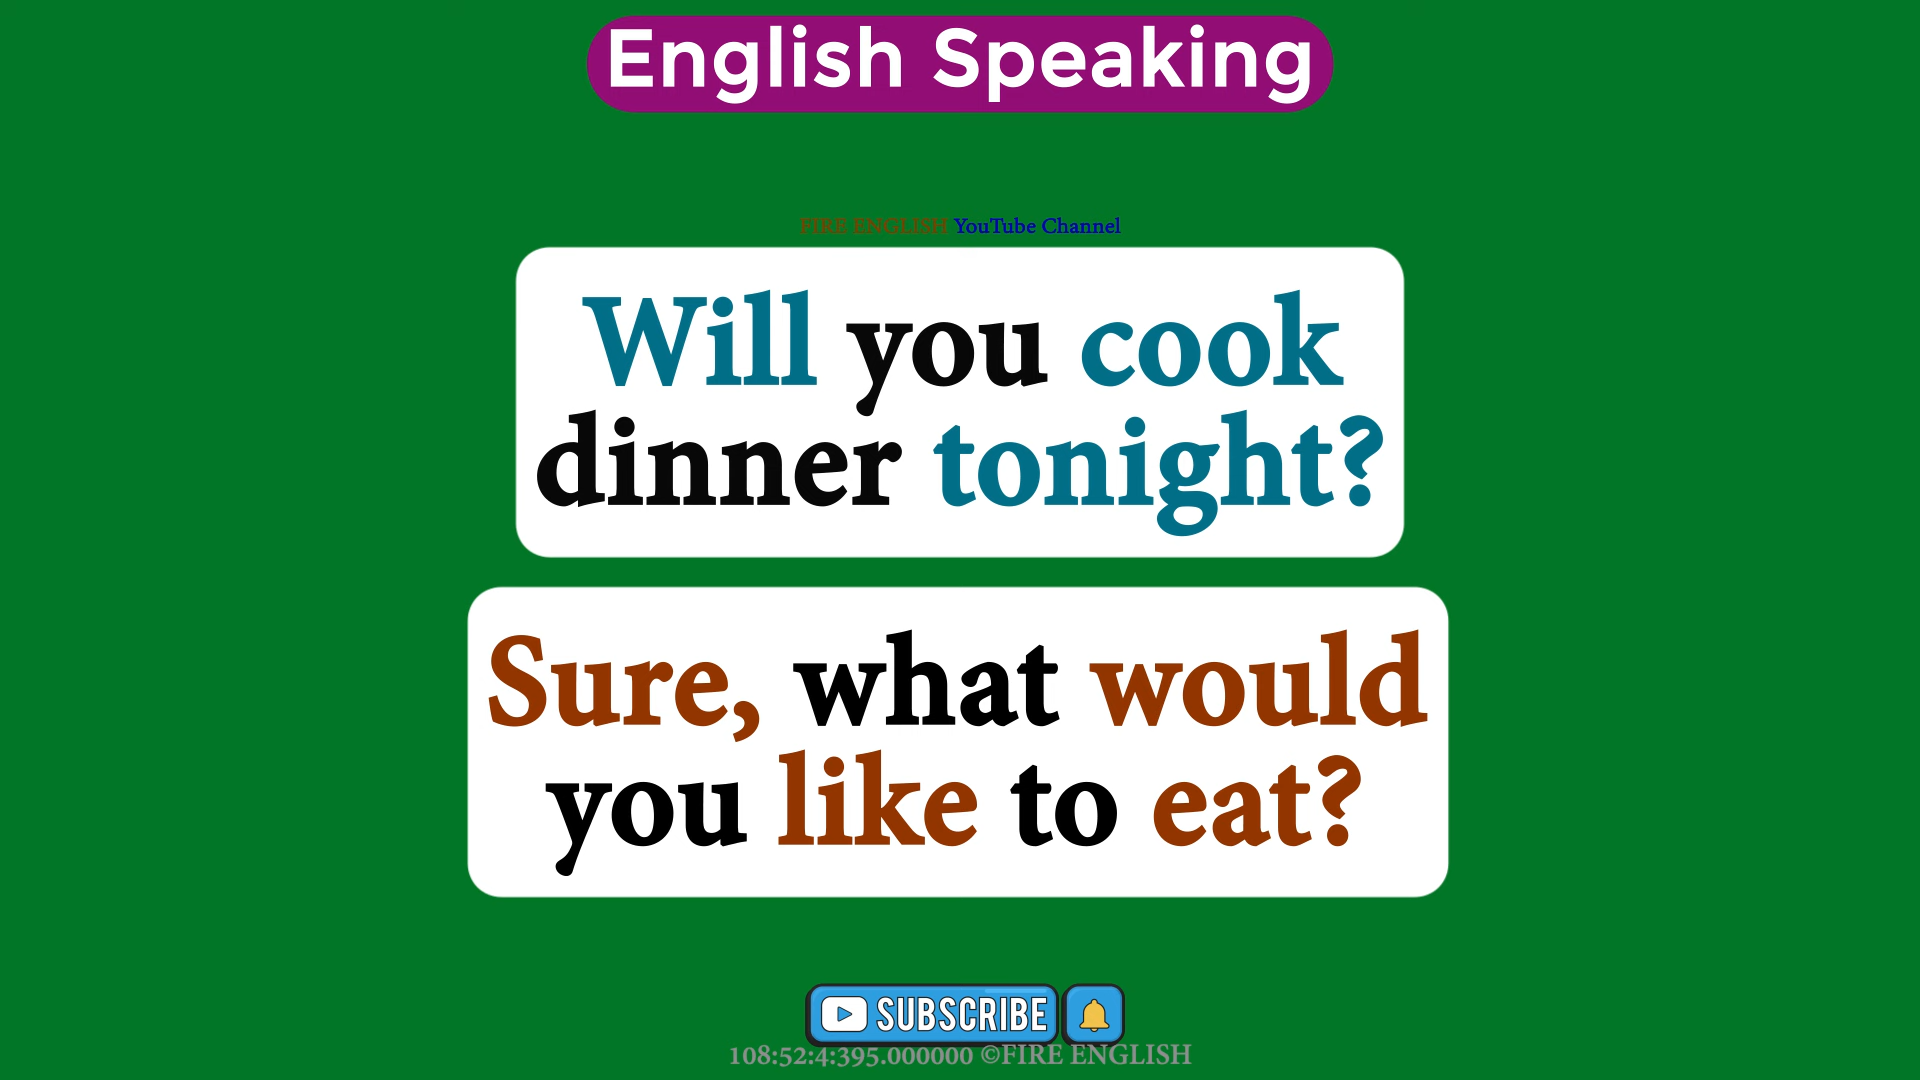 English Speaking
FIRE ENGLISH YouTube Channel
Will you cook
dinner tonight?
Sure, what would
you like to eat?
SUBSCRIBE
108:52:4:395.000000 ©FIRE ENGLISH